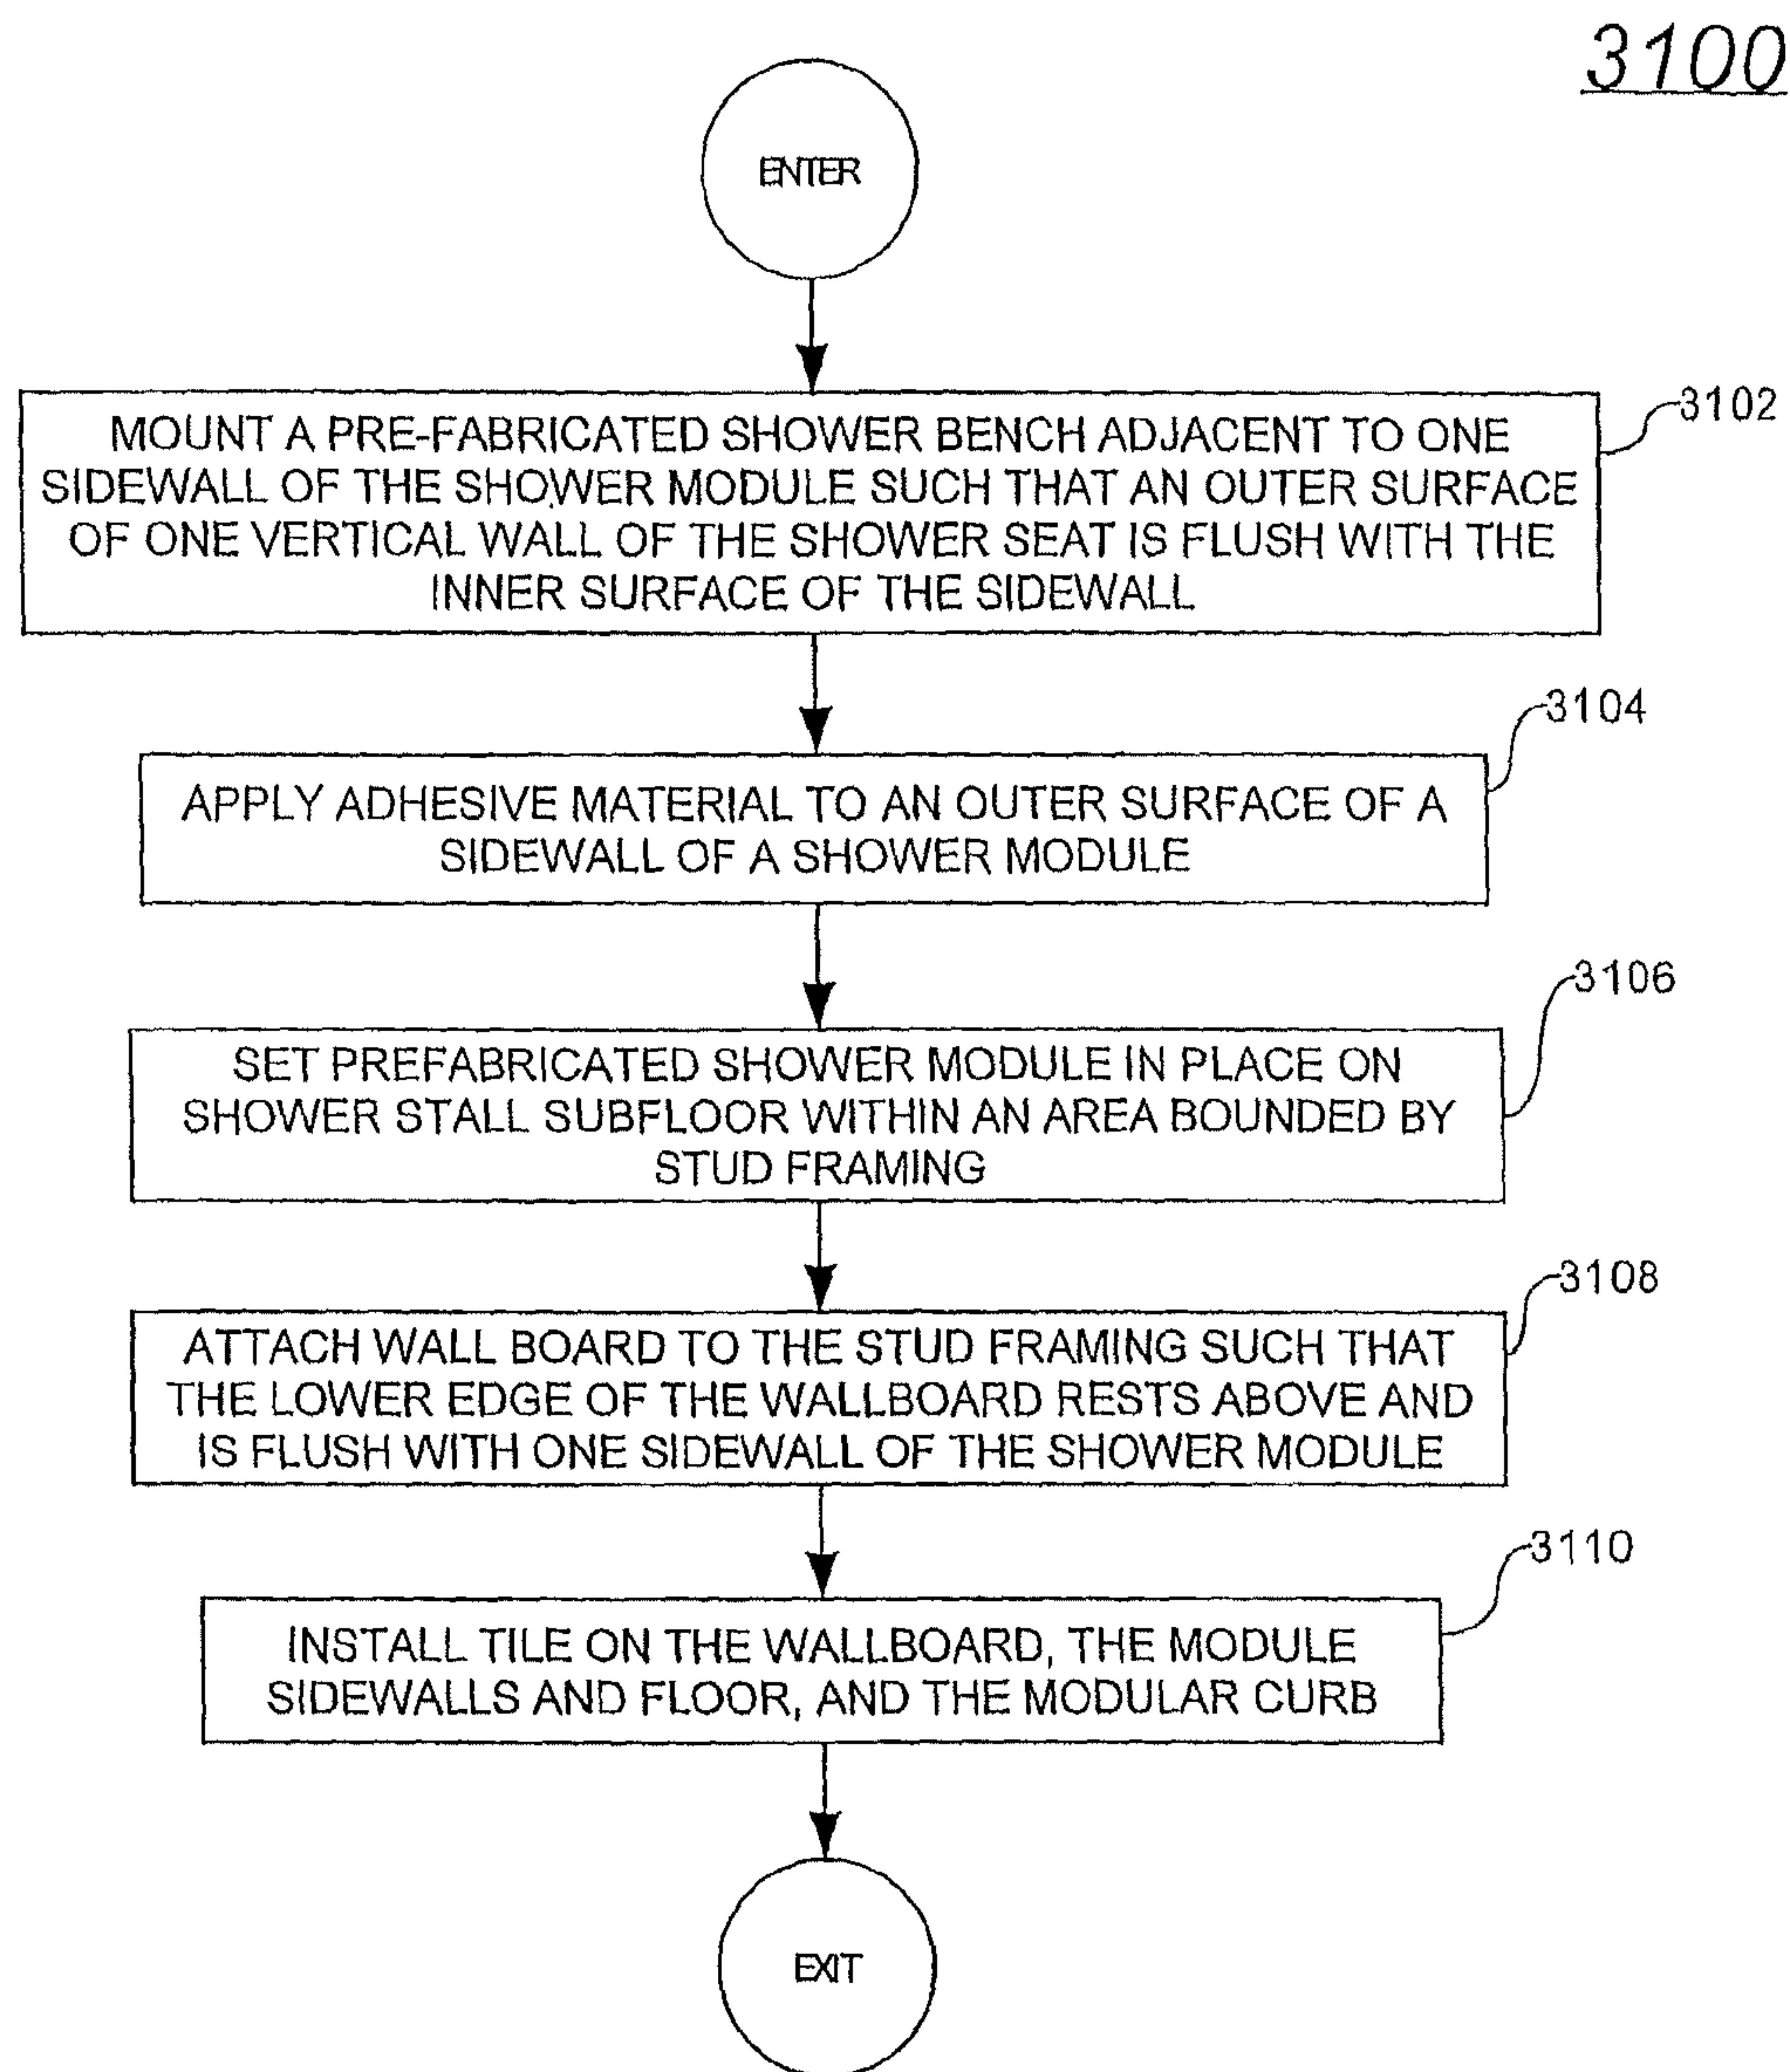 3100
ENTER
MOUNT A PRE-FABRICATED SHOWER BENCH ADJACENT TO ONE
SIDEWALL OF THE SHOWER MODULE SUCH THAT AN OUTER SURFACE
OF ONE VERTICAL WALL OF THE SHOWER SEAT IS FLUSH WITH THE
INNER SURFACE OF THE SIDEWALL
3102
APPLY ADHESIVE MATERIAL TO AN OUTER SURFACE OF A
SIDEWALL OF A SHOWER MODULE
3104
SET PREFABRICATED SHOWER MODULE IN PLACE ON
SHOWER STALL SUBFLOOR WITHIN AN AREA BOUNDED BY
STUD FRAMING
3106
ATTACH WALL BOARD TO THE STUD FRAMING SUCH THAT
THE LOWER EDGE OF THE WALLBOARD RESTS ABOVE AND
IS FLUSH WITH ONE SIDEWALL OF THE SHOWER MODULE
3108
INSTALL TILE ON THE WALLBOARD, THE MODULE
SIDEWALLS AND FLOOR, AND THE MODULAR CURB
3110
EXIT